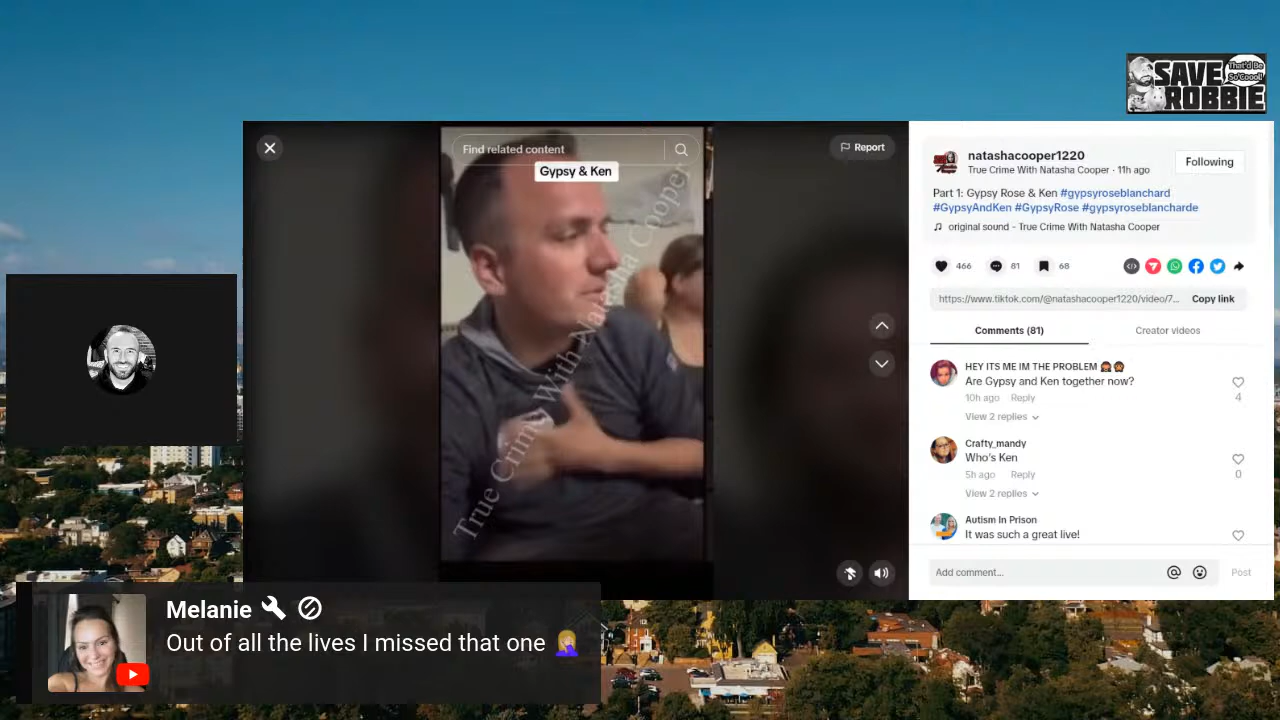 SAVE
That'd Be
So Coool!
ROBBIE
Find related content
Report
Gypsy & Ken
True Crime With Natasha Cooper
natashacooper1220
True Crime With Natasha Cooper · 11h ago
Following
Part 1: Gypsy Rose & Ken #gypsyroseblanchard
#GypsyAndKen #GypsyRose #gypsyroseblancharde
original sound - True Crime With Natasha Cooper
466
81
68
https://www.tiktok.com/@natashacooper1220/video/7...
Copy link
Comments (81)
Creator videos
HEY ITS ME IM THE PROBLEM 🙈🙊
Are Gypsy and Ken together now?
10h ago Reply
4
View 2 replies
Crafty_mandy
Who's Ken
5h ago Reply
0
View 2 replies
Autism In Prison
It was such a great live!
Add comment...
Post
Melanie
Out of all the lives I missed that one 🤦